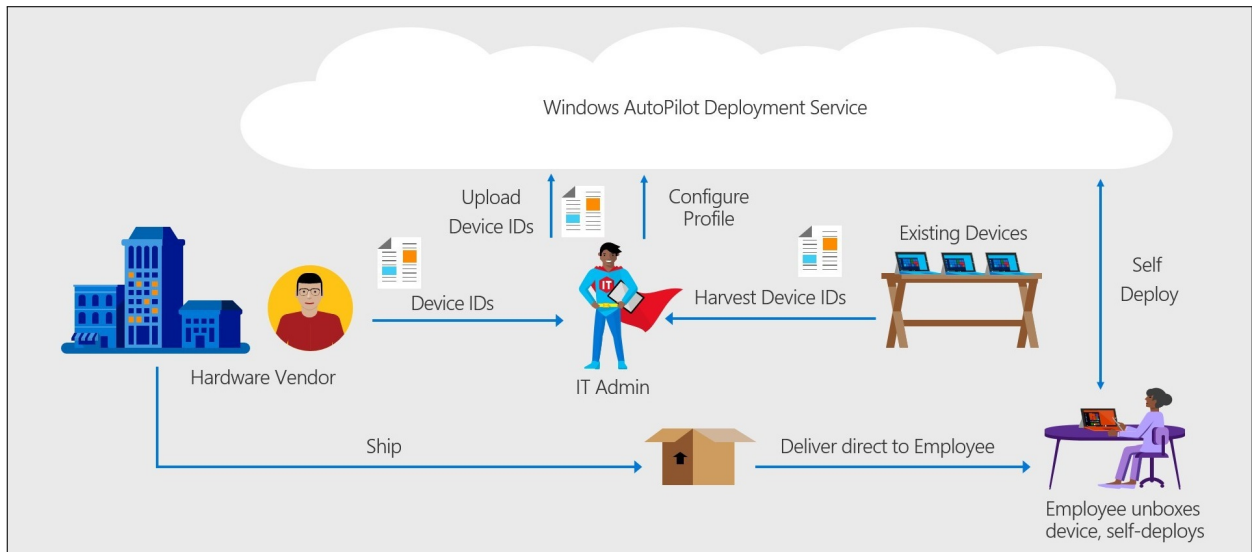 Windows AutoPilot Deployment Service
Upload
Device IDs
Configure
Profile
Existing Devices
Self
Deploy
Device IDs
IT
Harvest Device IDs
Hardware Vendor
IT Admin
Ship
Deliver direct to Employee
Employee unboxes
device, self-deploys